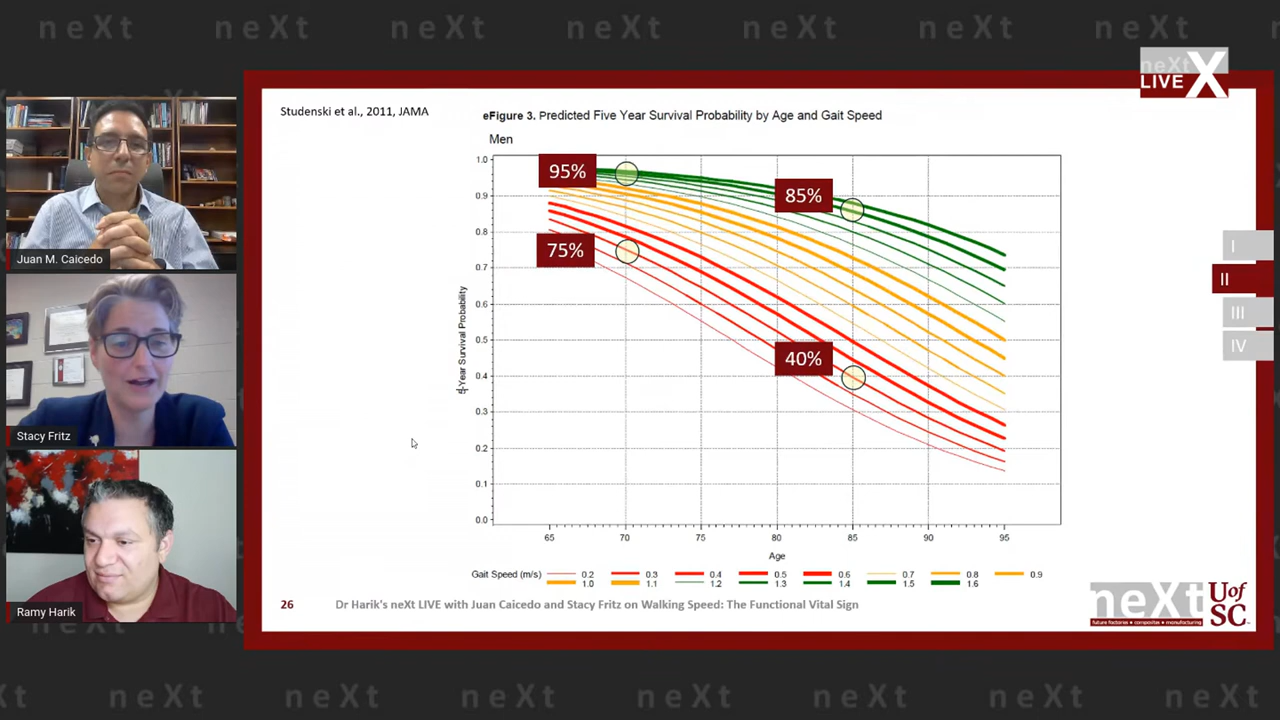 neXt neXt neXt neXt neXt neXt neXt neXt
neXt
LIVE X
Studenski et al., 2011, JAMA
eFigure 3. Predicted Five Year Survival Probability by Age and Gait Speed
Men
1.0
0.9
0.8
0.7
0.6
0.5
0.4
0.3
0.2
0.1
0.0
5-Year Survival Probability
95%
85%
75%
40%
65 70 75 80 85 90 95
Age
Gait Speed (m/s) 0.2 0.3 0.4 0.5 0.6 0.7 0.8 0.9
1.0 1.1 1.2 1.3 1.4 1.5 1.6
I
II
III
IV
Juan M. Caicedo
Stacy Fritz
Ramy Harik
26 Dr Harik's neXt LIVE with Juan Caicedo and Stacy Fritz on Walking Speed: The Functional Vital Sign
neXt
future factories • composites • manufacturing
U of
SC
neXt neXt neXt neXt neXt neXt neXt neXt